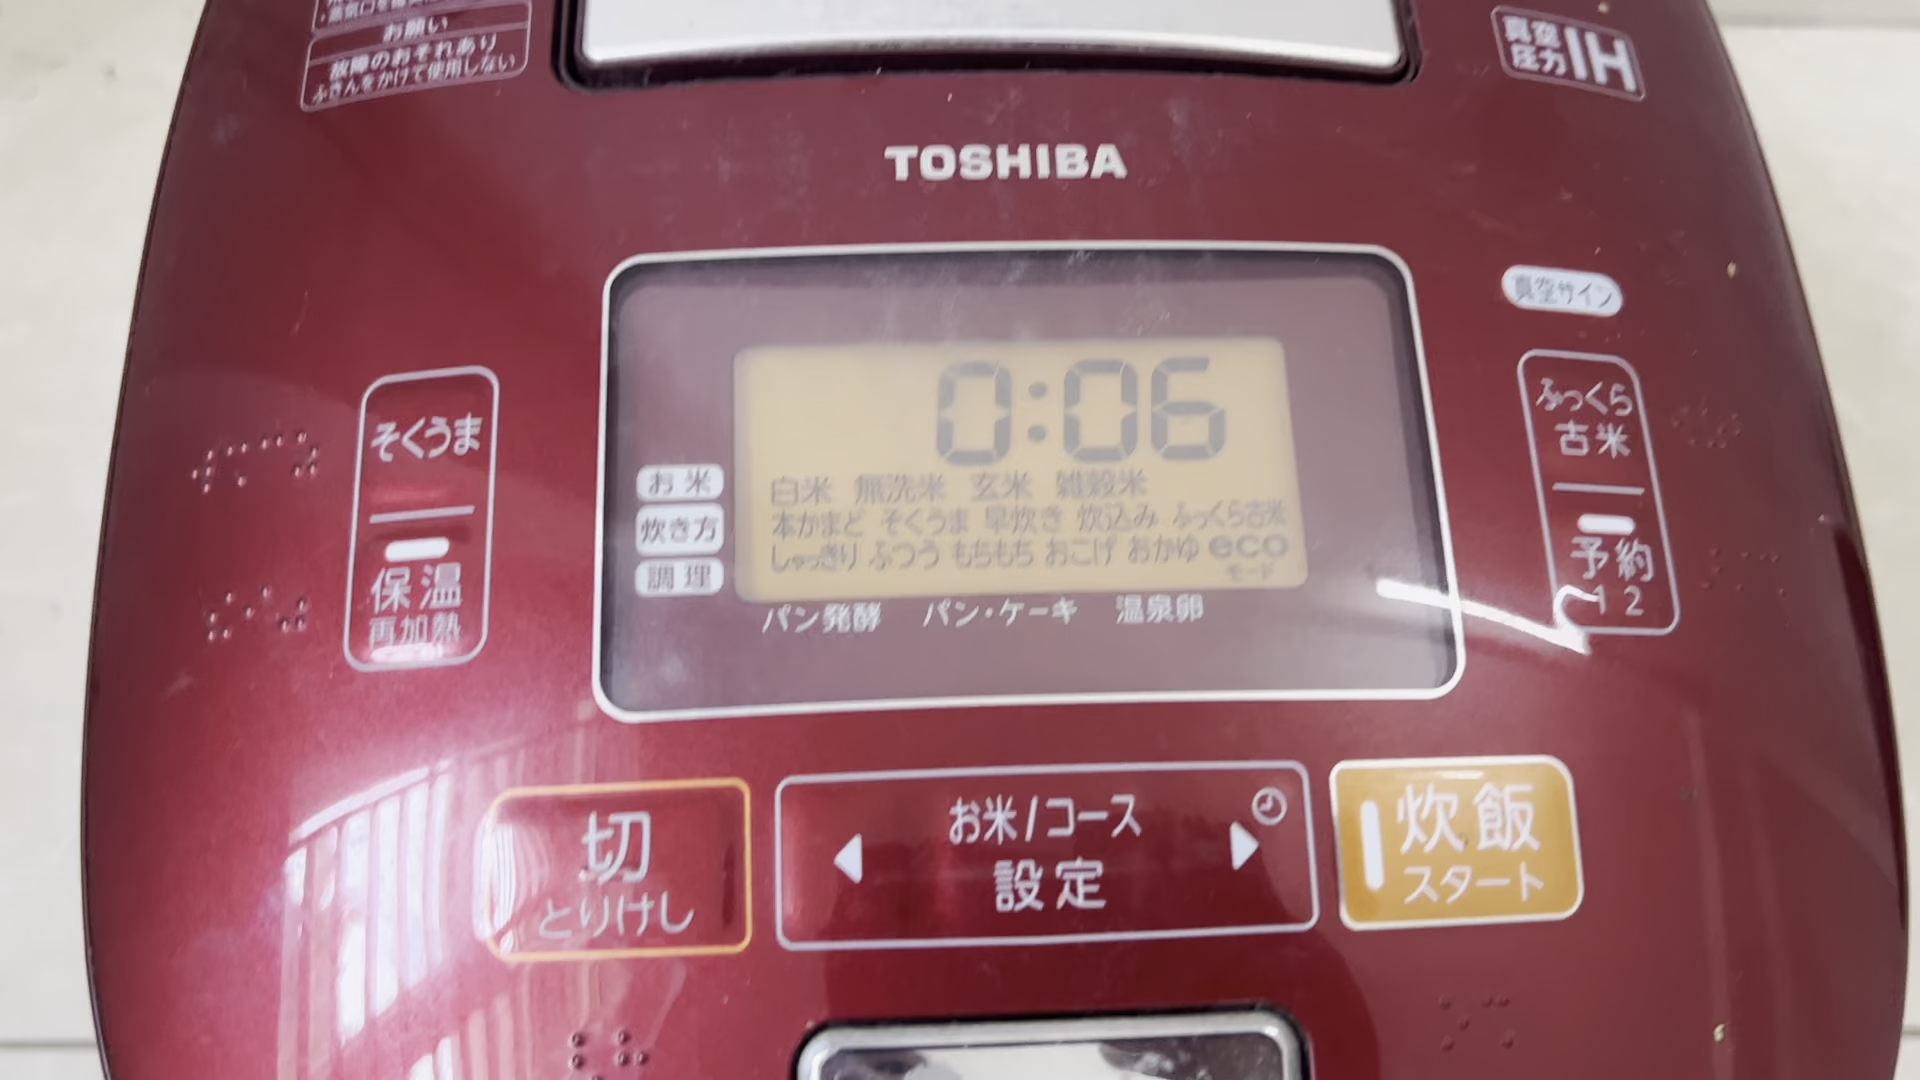 お願い
故障のおそれあり
ふきんをかけて使用しない
真空
圧力IH
TOSHIBA
真空サイン
0:06
そくうま
保温
再加熱
お米
炊き方
調理
白米 無洗米 玄米 雑穀米
本かまど そくうま 早炊き 炊込み ふっくら古米
しゃっきり ふつう もちもち おこげ おかゆ eco
モード
パン発酵 パン・ケーキ 温泉卵
ふっくら
古米
予約
1 2
切
とりけし
お米/コース
設定
炊飯
スタート